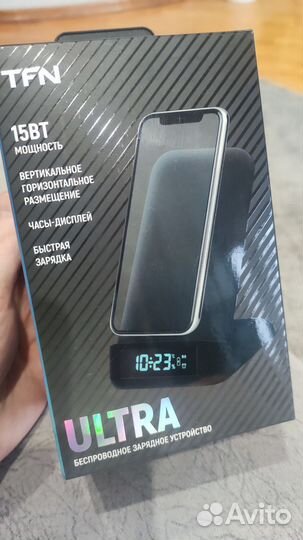 TFN
15ВТ
МОЩНОСТЬ
ВЕРТИКАЛЬНОЕ
ГОРИЗОНТАЛЬНОЕ
РАЗМЕЩЕНИЕ
ЧАСЫ-ДИСПЛЕЙ
БЫСТРАЯ
ЗАРЯДКА
10:23
ULTRA
БЕСПРОВОДНОЕ ЗАРЯДНОЕ УСТРОЙСТВО
Avito